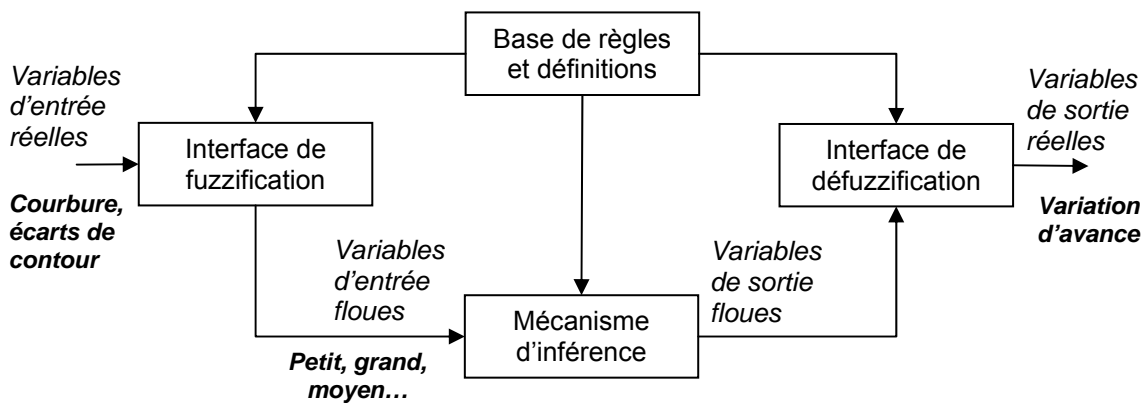 Base de règles
et définitions
Variables
d'entrée
réelles
Interface de
fuzzification
Courbure,
écarts de
contour
Variables
d'entrée
floues
Petit, grand,
moyen…
Mécanisme
d'inférence
Variables
de sortie
floues
Interface de
défuzzification
Variables
de sortie
réelles
Variation
d'avance